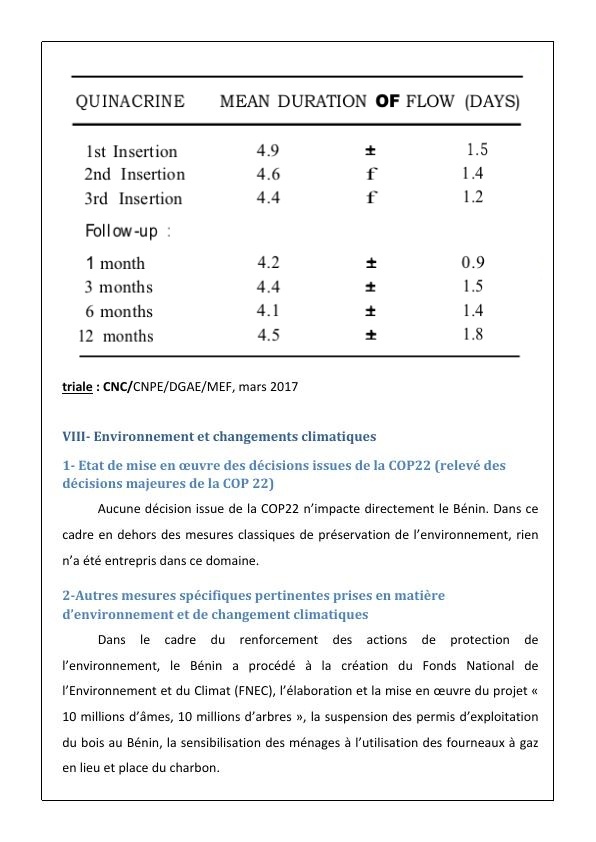 QUINACRINE MEAN DURATION OF FLOW (DAYS)
1st Insertion 4.9 ± 1.5
2nd Insertion 4.6 f 1.4
3rd Insertion 4.4 f 1.2
Follow-up :
1 month 4.2 ± 0.9
3 months 4.4 ± 1.5
6 months 4.1 ± 1.4
12 months 4.5 ± 1.8
triale : CNC/CNPE/DGAE/MEF, mars 2017
VIII- Environnement et changements climatiques
1- Etat de mise en œuvre des décisions issues de la COP22 (relevé des
décisions majeures de la COP 22)
Aucune décision issue de la COP22 n’impacte directement le Bénin. Dans ce
cadre en dehors des mesures classiques de préservation de l’environnement, rien
n’a été entrepris dans ce domaine.
2-Autres mesures spécifiques pertinentes prises en matière
d’environnement et de changement climatiques
Dans le cadre du renforcement des actions de protection de
l’environnement, le Bénin a procédé à la création du Fonds National de
l’Environnement et du Climat (FNEC), l’élaboration et la mise en œuvre du projet «
10 millions d’âmes, 10 millions d’arbres », la suspension des permis d’exploitation
du bois au Bénin, la sensibilisation des ménages à l’utilisation des fourneaux à gaz
en lieu et place du charbon.